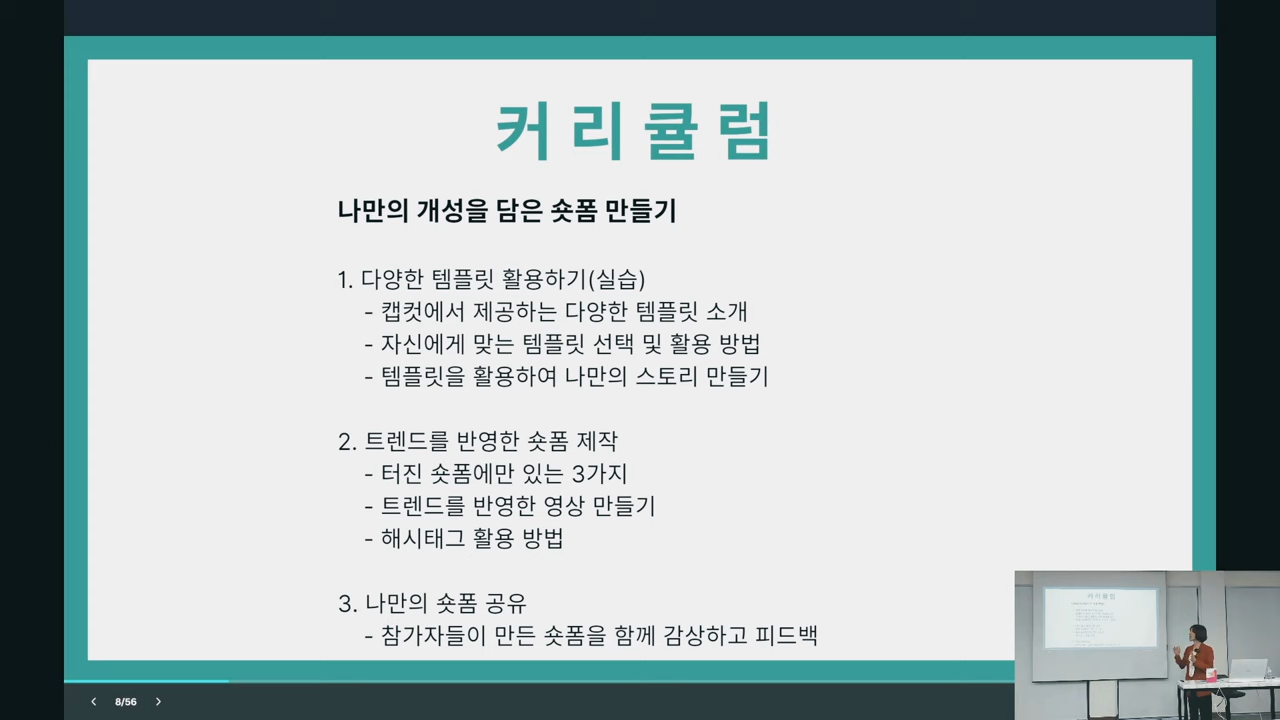 커리큘럼
나만의 개성을 담은 숏폼 만들기
1. 다양한 템플릿 활용하기(실습)
- 캡컷에서 제공하는 다양한 템플릿 소개
- 자신에게 맞는 템플릿 선택 및 활용 방법
- 템플릿을 활용하여 나만의 스토리 만들기
2. 트렌드를 반영한 숏폼 제작
- 터진 숏폼에만 있는 3가지
- 트렌드를 반영한 영상 만들기
- 해시태그 활용 방법
3. 나만의 숏폼 공유
- 참가자들이 만든 숏폼을 함께 감상하고 피드백
8/56
커리큘럼